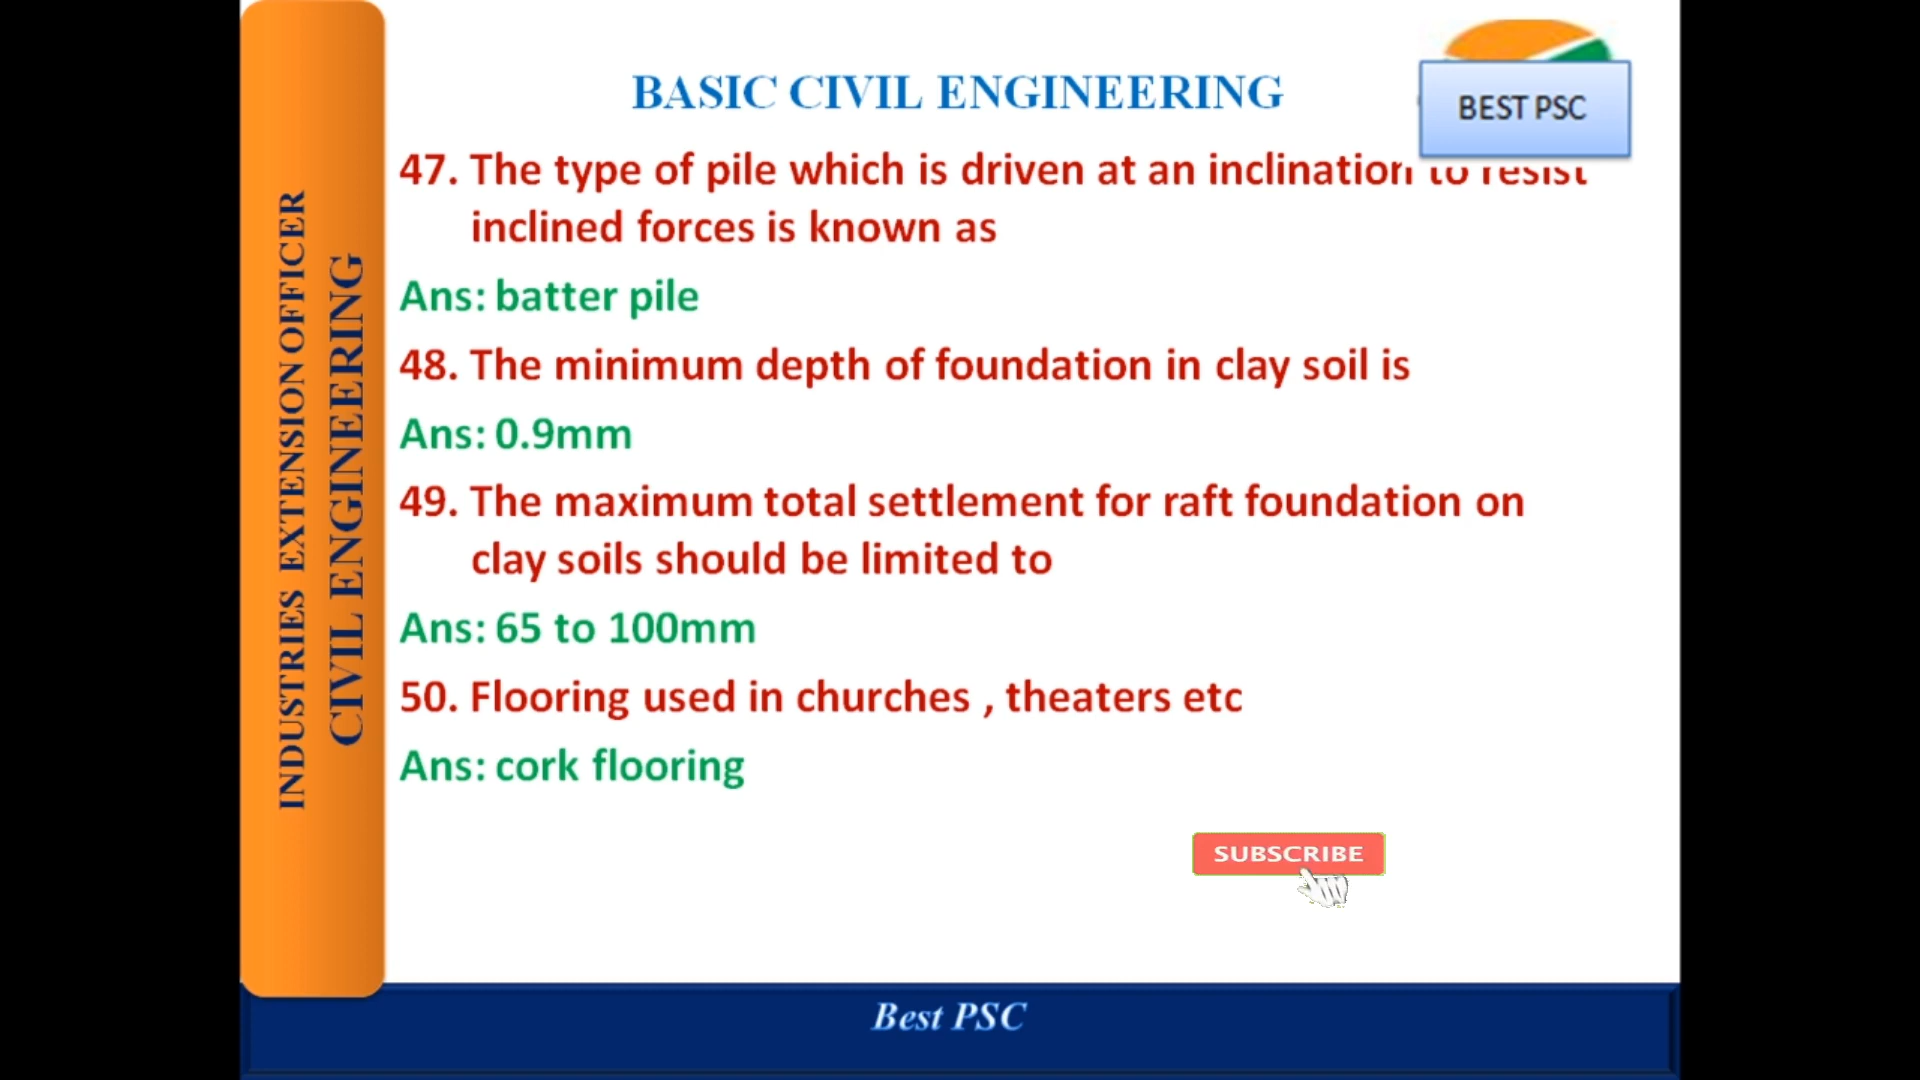 BASIC CIVIL ENGINEERING
BEST PSC
47. The type of pile which is driven at an inclination to resist
inclined forces is known as
Ans: batter pile
48. The minimum depth of foundation in clay soil is
Ans: 0.9mm
49. The maximum total settlement for raft foundation on
clay soils should be limited to
Ans: 65 to 100mm
50. Flooring used in churches , theaters etc
Ans: cork flooring
SUBSCRIBE
INDUSTRIES EXTENSION OFFICER
CIVIL ENGINEERING
Best PSC